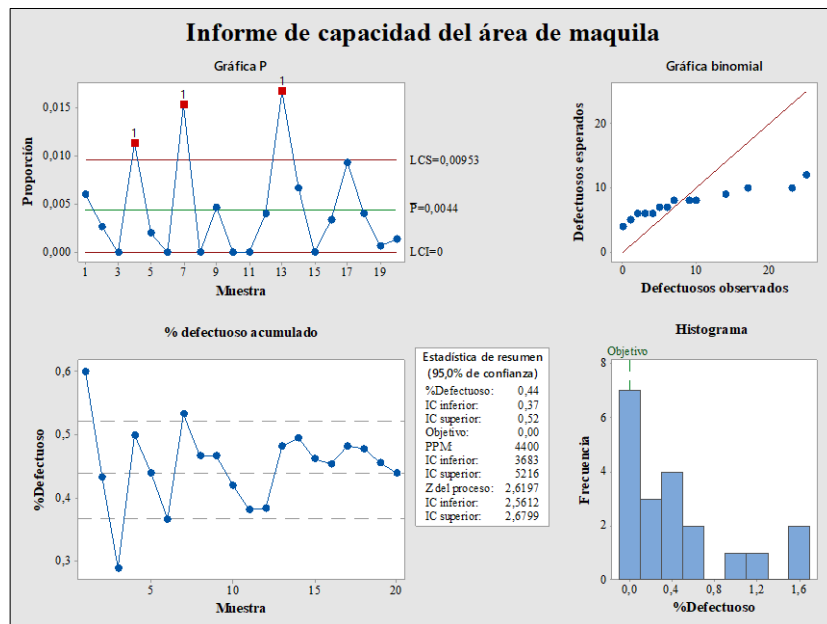 Informe de capacidad del área de maquila
Gráfica P
Proporción
0,015
0,010
0,005
0,000
1
1
1
LCS=0,00953
P̅=0,0044
LCI=0
1 3 5 7 9 11 13 15 17 19
Muestra
Gráfica binomial
Defectuosos esperados
20
10
0
0 10 20
Defectuosos observados
% defectuoso acumulado
%Defectuoso
0,6
0,5
0,4
0,3
5 10 15 20
Muestra
Estadística de resumen
(95,0% de confianza)
%Defectuoso: 0,44
IC inferior: 0,37
IC superior: 0,52
Objetivo: 0,00
PPM: 4400
IC inferior: 3683
IC superior: 5216
Z del proceso: 2,6197
IC inferior: 2,5612
IC superior: 2,6799
Histograma
Objetivo
Frecuencia
8
6
4
2
0
0,0 0,4 0,8 1,2 1,6
%Defectuoso